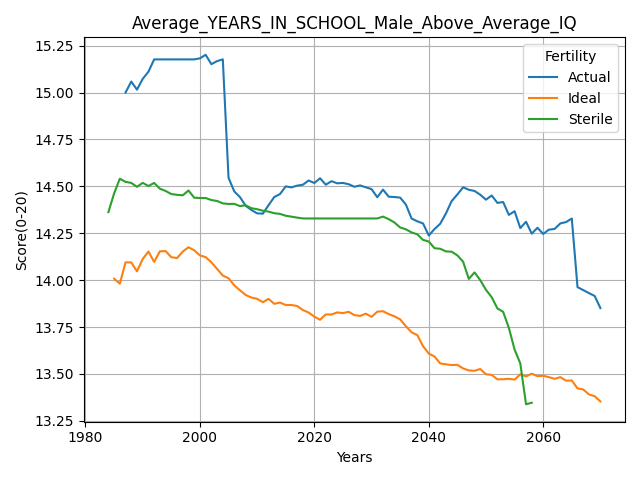 Average_YEARS_IN_SCHOOL_Male_Above_Average_IQ
Score(0-20)
15.25
15.00
14.75
14.50
14.25
14.00
13.75
13.50
13.25
Fertility
Actual
Ideal
Sterile
1980
2000
2020
2040
2060
Years